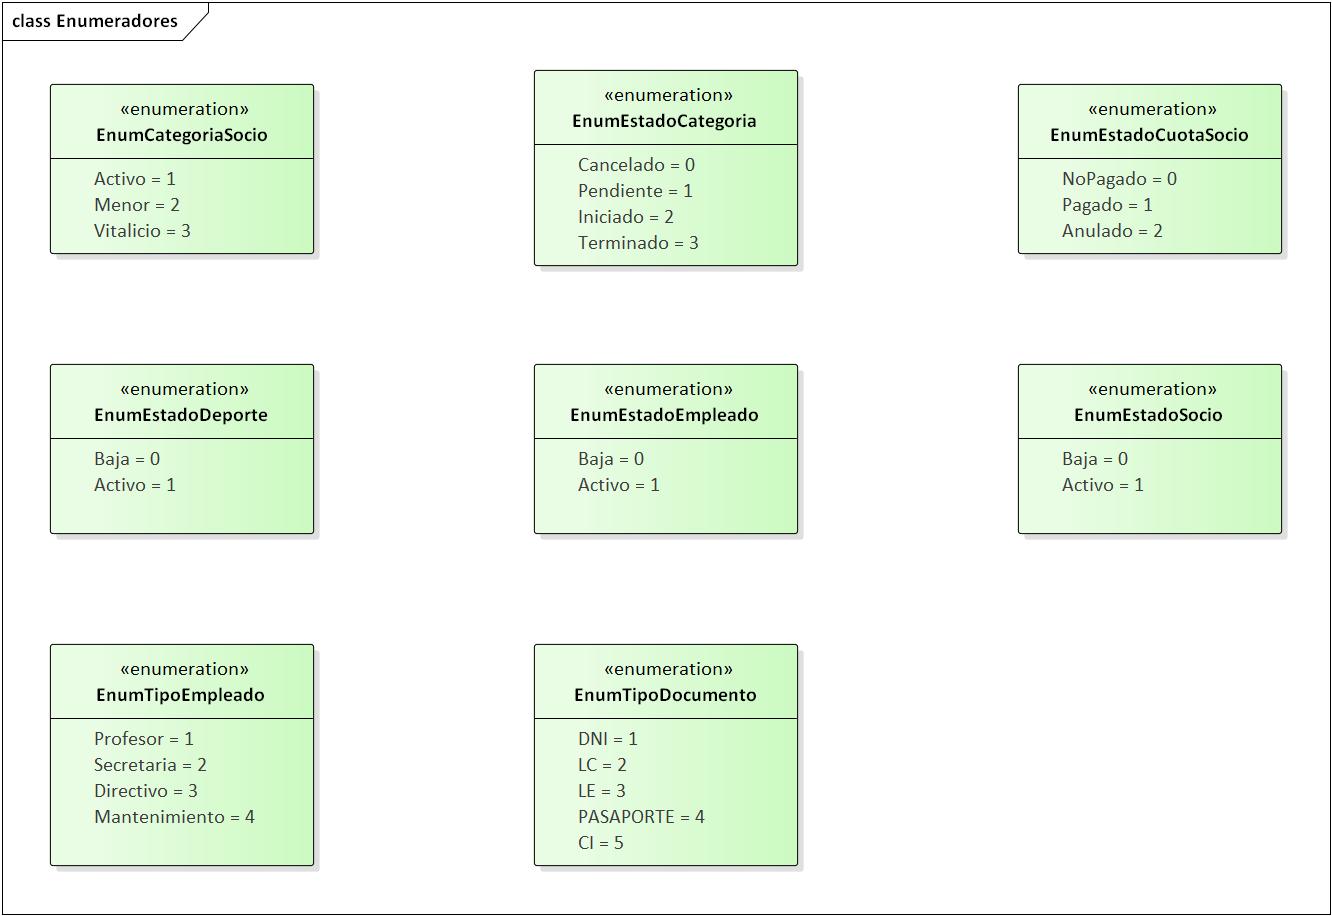 class Enumeradores
«enumeration»
EnumCategoriaSocio
Activo = 1
Menor = 2
Vitalicio = 3
«enumeration»
EnumEstadoCategoria
Cancelado = 0
Pendiente = 1
Iniciado = 2
Terminado = 3
«enumeration»
EnumEstadoCuotaSocio
NoPagado = 0
Pagado = 1
Anulado = 2
«enumeration»
EnumEstadoDeporte
Baja = 0
Activo = 1
«enumeration»
EnumEstadoEmpleado
Baja = 0
Activo = 1
«enumeration»
EnumEstadoSocio
Baja = 0
Activo = 1
«enumeration»
EnumTipoEmpleado
Profesor = 1
Secretaria = 2
Directivo = 3
Mantenimiento = 4
«enumeration»
EnumTipoDocumento
DNI = 1
LC = 2
LE = 3
PASAPORTE = 4
CI = 5